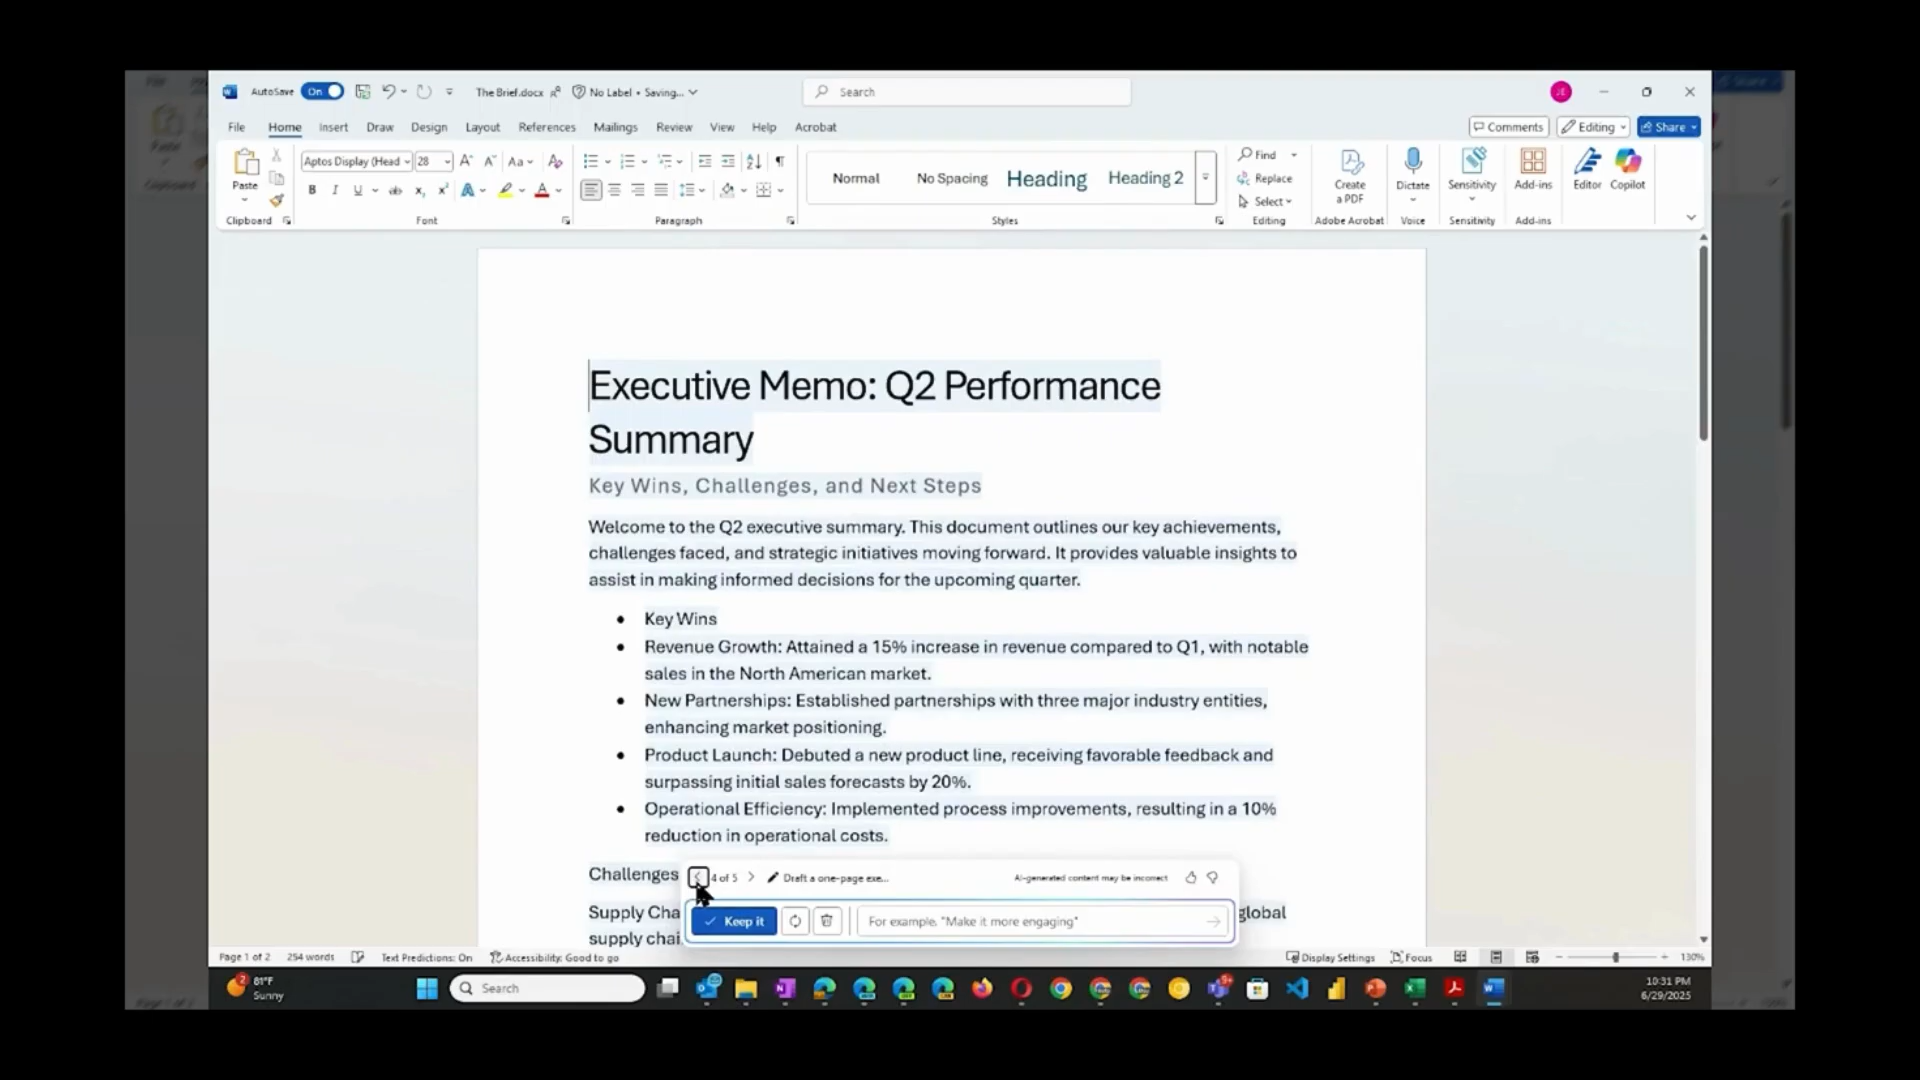 AutoSave On The Brief.docx No Label • Saving... Search JE
File Home Insert Draw Design Layout References Mailings Review View Help Acrobat Comments Editing Share
Paste Aptos Display (Head 28 Aa Normal No Spacing Heading Heading 2 Find Replace Select Create a PDF Dictate Sensitivity Add-ins Editor Copilot
Clipboard Font Paragraph Styles Editing Adobe Acrobat Voice Sensitivity Add-ins
Executive Memo: Q2 Performance
Summary
Key Wins, Challenges, and Next Steps
Welcome to the Q2 executive summary. This document outlines our key achievements,
challenges faced, and strategic initiatives moving forward. It provides valuable insights to
assist in making informed decisions for the upcoming quarter.
• Key Wins
• Revenue Growth: Attained a 15% increase in revenue compared to Q1, with notable
sales in the North American market.
• New Partnerships: Established partnerships with three major industry entities,
enhancing market positioning.
• Product Launch: Debuted a new product line, receiving favorable feedback and
surpassing initial sales forecasts by 20%.
• Operational Efficiency: Implemented process improvements, resulting in a 10%
reduction in operational costs.
Challenges
4 of 5 Draft a one-page exe... AI-generated content may be incorrect
Supply Cha global
Keep it For example, "Make it more engaging"
supply chai
Page 1 of 2 254 words Text Predictions: On Accessibility: Good to go Display Settings Focus 130%
2 81°F
Sunny
Search
10:31 PM
6/29/2025